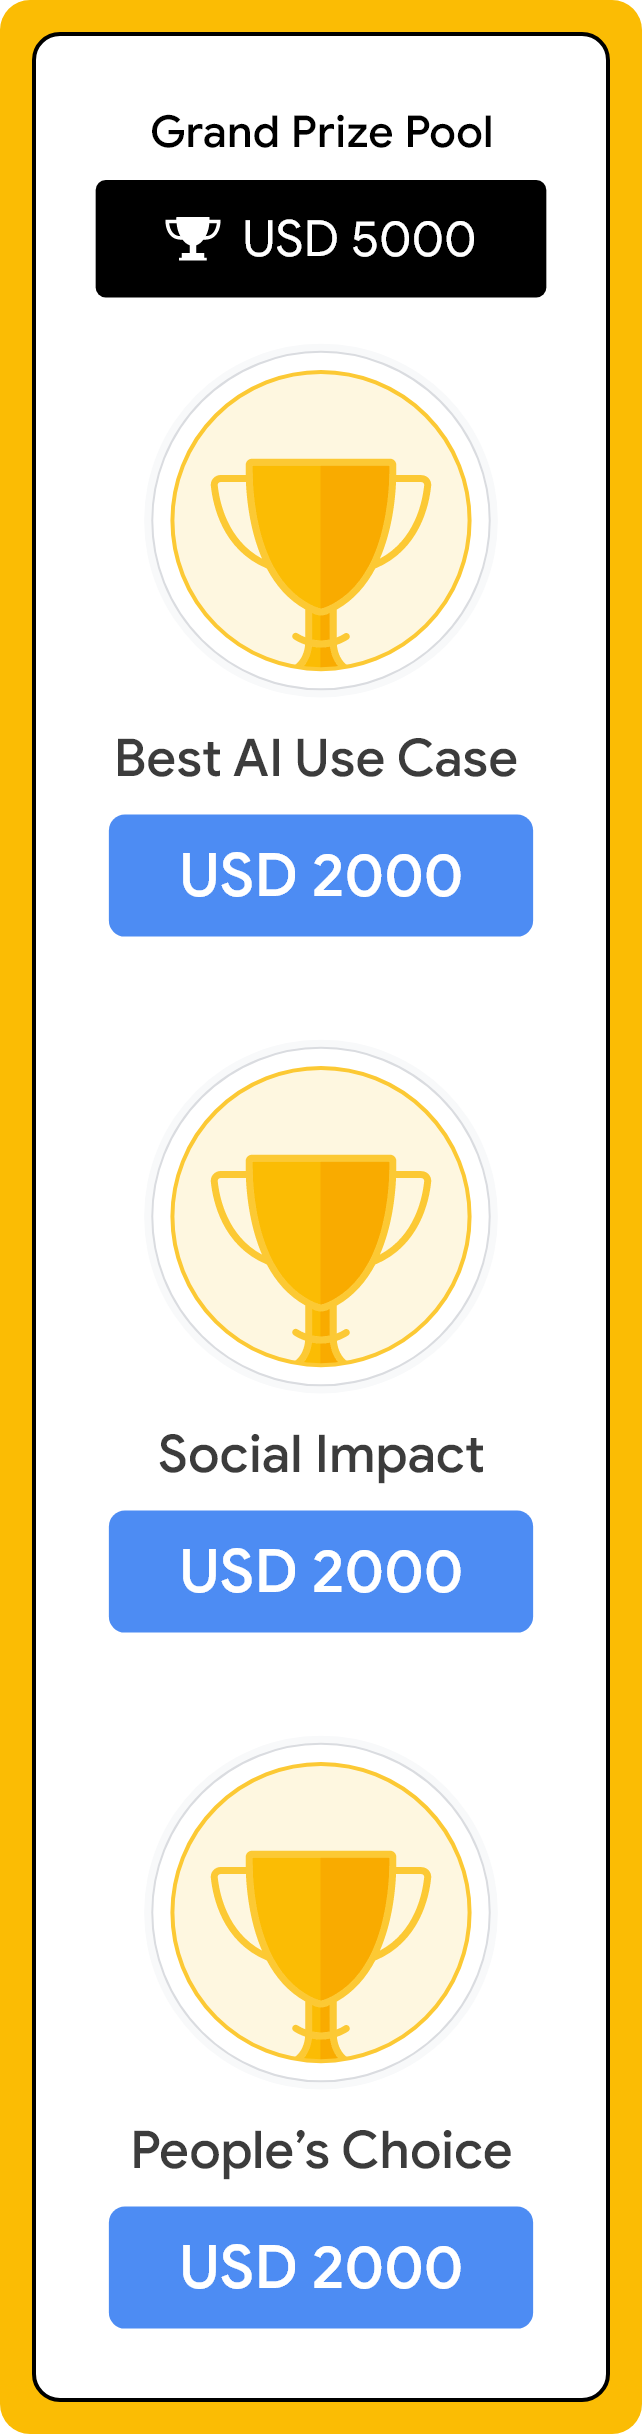 Grand Prize Pool
USD 5000
Best AI Use Case
USD 2000
Social Impact
USD 2000
People’s Choice
USD 2000